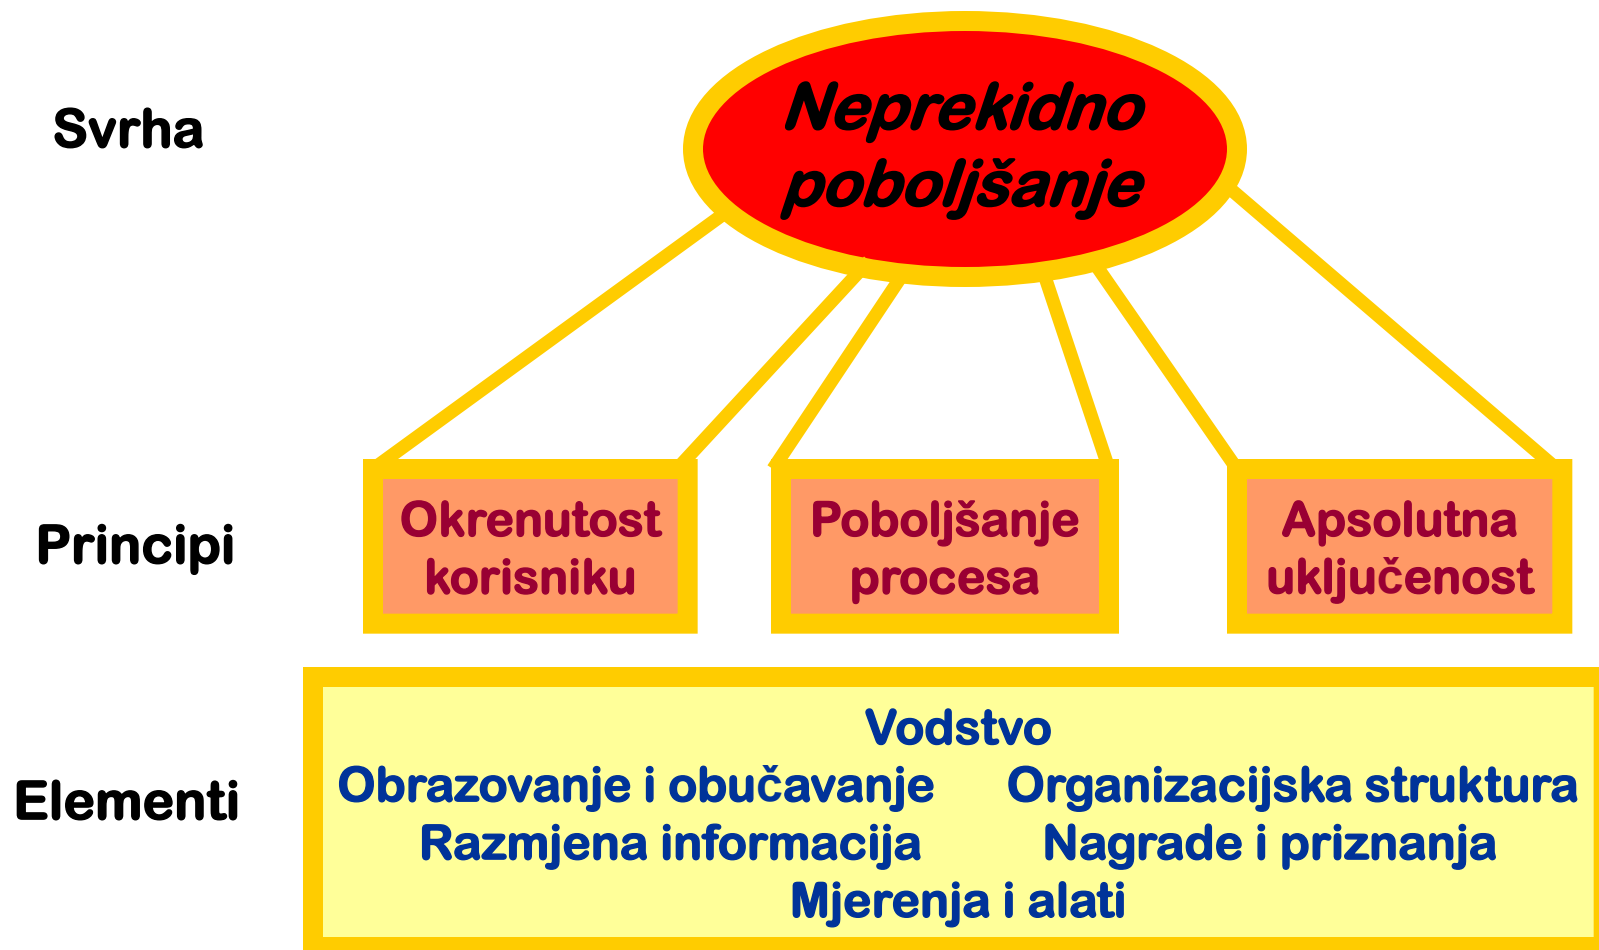 Svrha
Neprekidno
poboljšanje
Principi
Okrenutost
korisniku
Poboljšanje
procesa
Apsolutna
uključenost
Elementi
Vodstvo
Obrazovanje i obučavanje Organizacijska struktura
Razmjena informacija Nagrade i priznanja
Mjerenja i alati